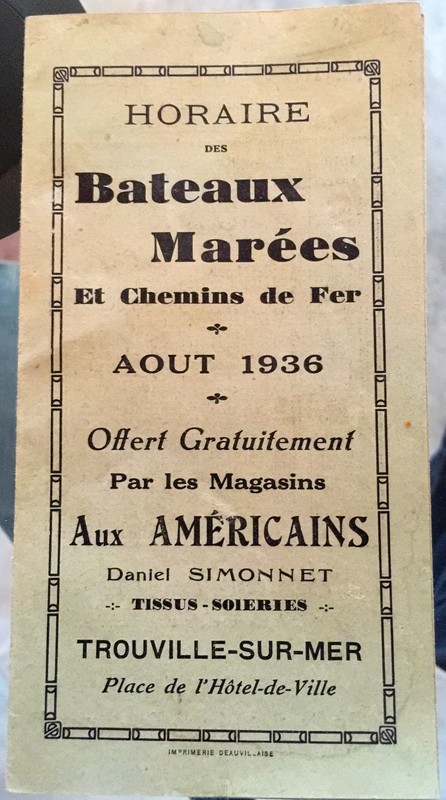 HORAIRE
DES
Bateaux
Marées
Et Chemins de Fer
AOUT 1936
Offert Gratuitement
Par les Magasins
Aux AMÉRICAINS
Daniel SIMONNET
-:- TISSUS - SOIERIES -:-
TROUVILLE-SUR-MER
Place de l'Hôtel-de-Ville
IMPRIMERIE DEAUVILLAISE